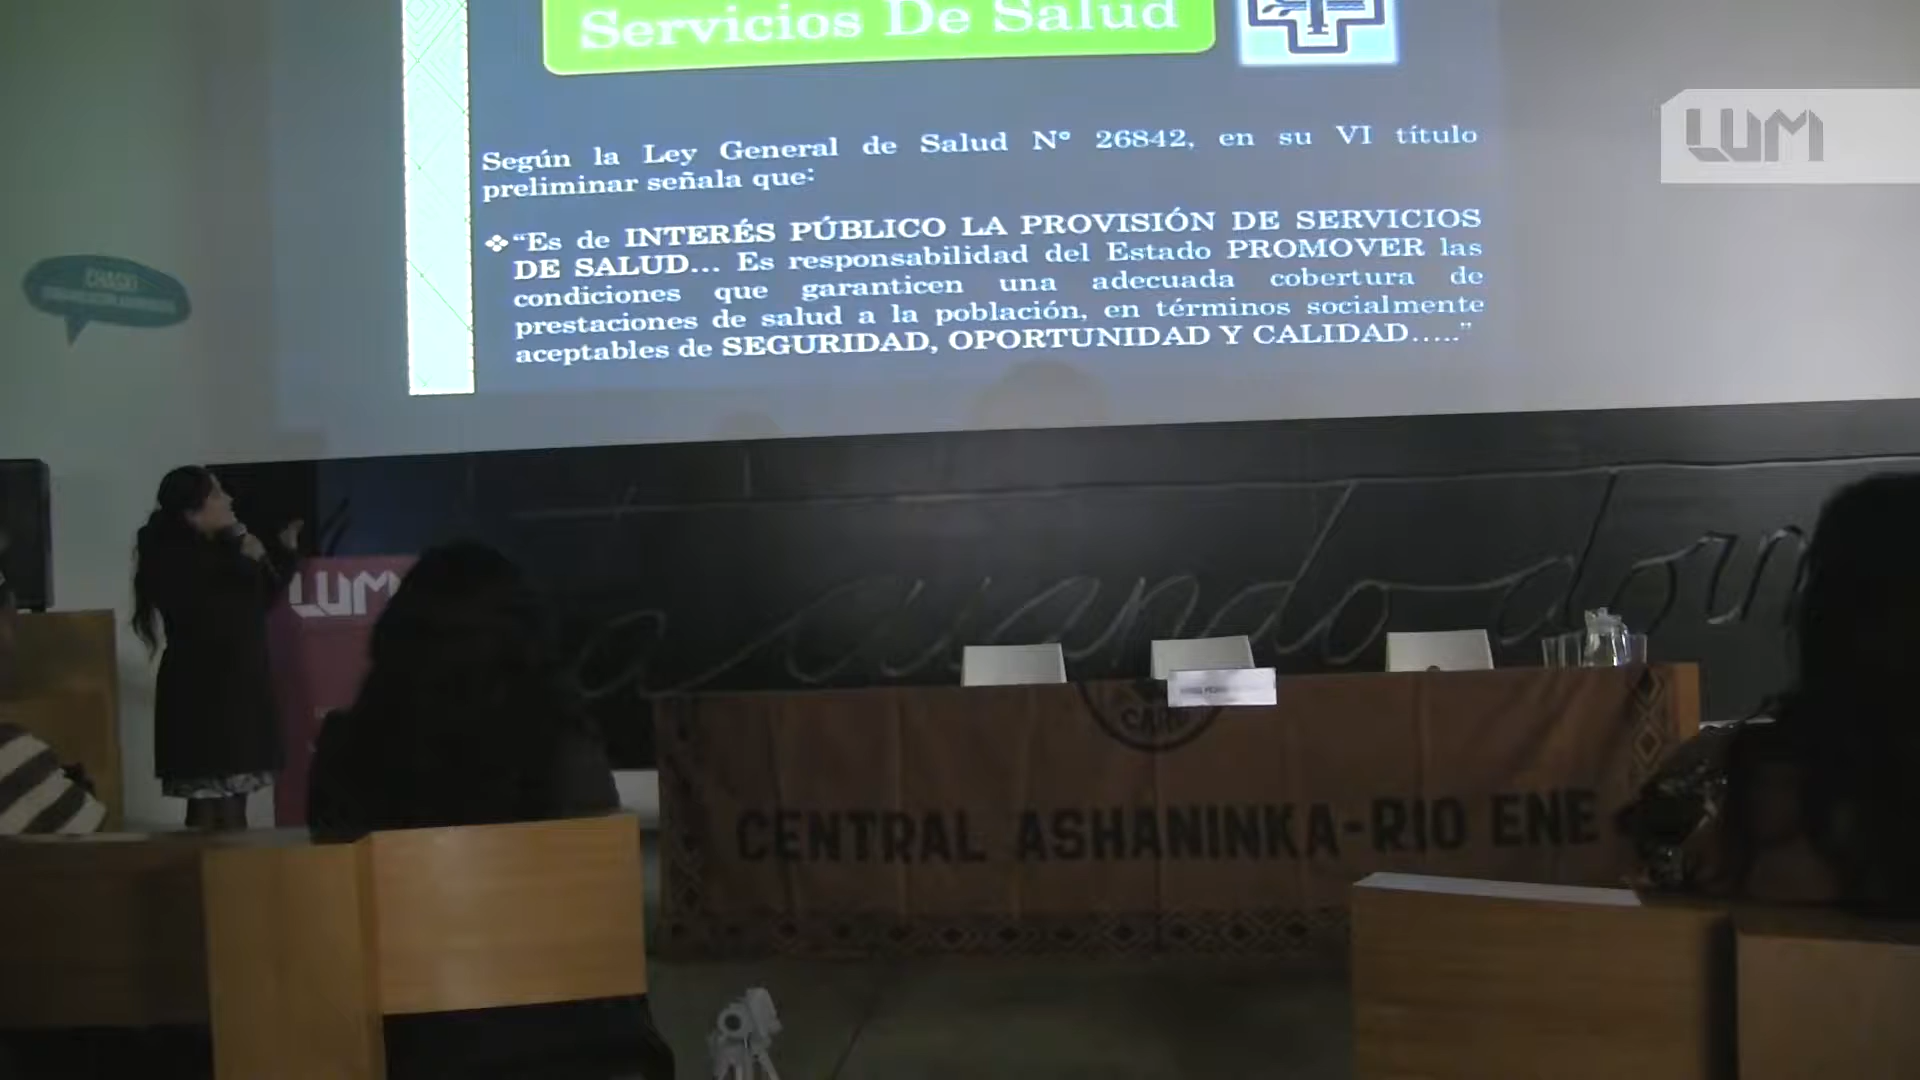 Servicios De Salud
LUM
Según la Ley General de Salud N° 26842, en su VI título
preliminar señala que:
❖“Es de INTERÉS PÚBLICO LA PROVISIÓN DE SERVICIOS
DE SALUD... Es responsabilidad del Estado PROMOVER las
condiciones que garanticen una adecuada cobertura de
prestaciones de salud a la población, en términos socialmente
aceptables de SEGURIDAD, OPORTUNIDAD Y CALIDAD.....”
LUM
a cuando
CENTRAL ASHANINKA-RIO ENE